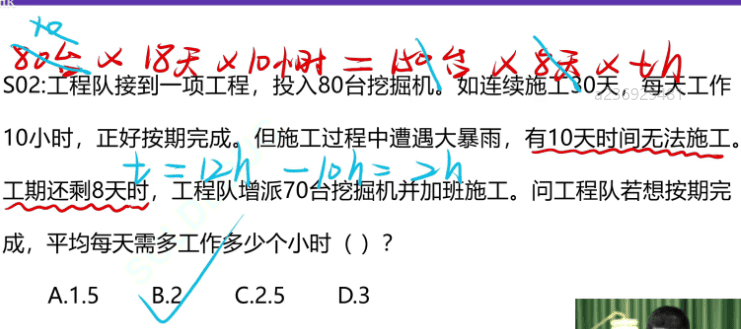 10
80台 × 18天 × 10小时 = 150台 × 8天 × t h
S02:工程队接到一项工程，投入80台挖掘机。如连续施工30天，每天工作
10小时，正好按期完成。但施工过程中遭遇大暴雨，有10天时间无法施工。
t = 12h - 10h = 2h
工期还剩8天时，工程队增派70台挖掘机并加班施工。问工程队若想按期完
成，平均每天需多工作多少个小时（ ）？
A.1.5 B.2 C.2.5 D.3